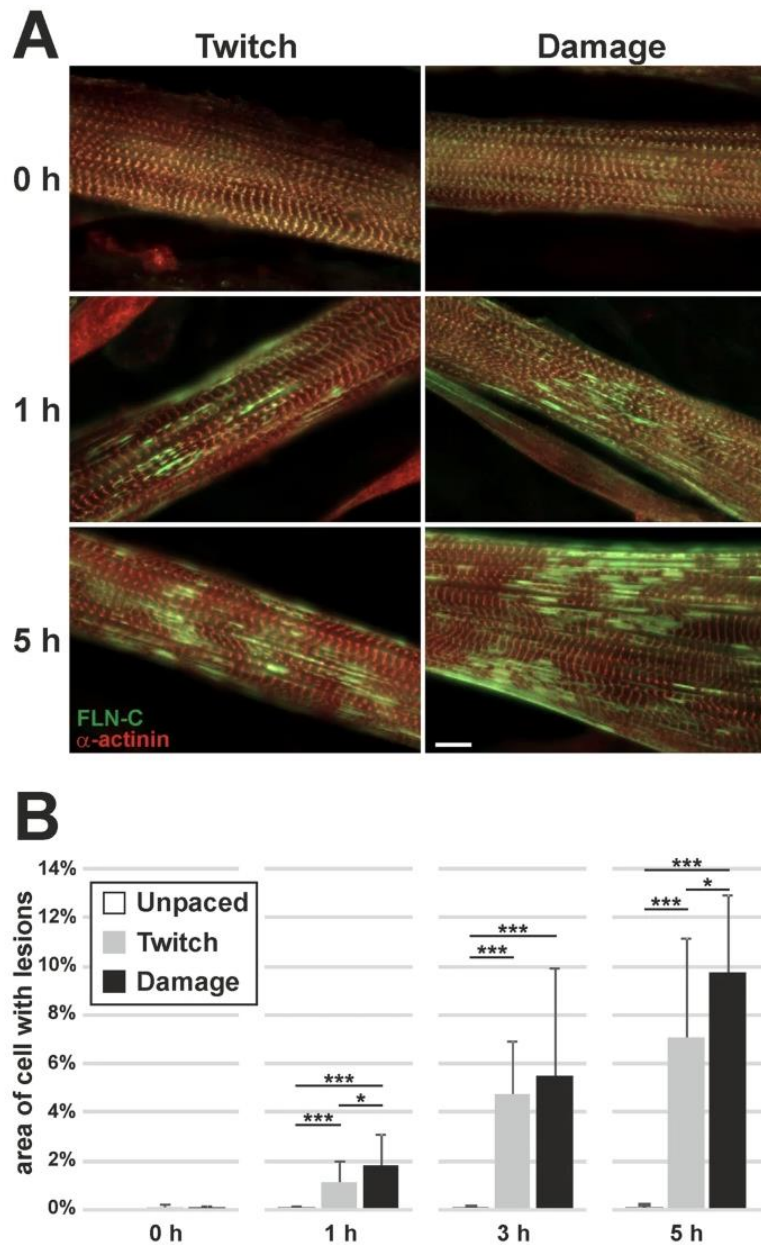 A
Twitch Damage
0 h
1 h
5 h
FLN-C
α-actinin
B
area of cell with lesions
14%
12%
10%
8%
6%
4%
2%
0%
Unpaced
Twitch
Damage
***
*
***
***
***
***
*
***
0 h 1 h 3 h 5 h